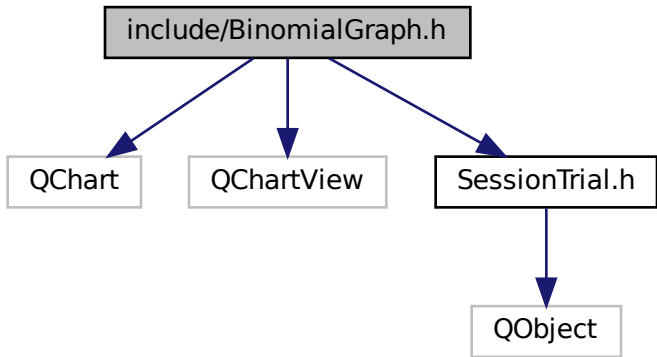 include/BinomialGraph.h
QChart
QChartView
SessionTrial.h
QObject